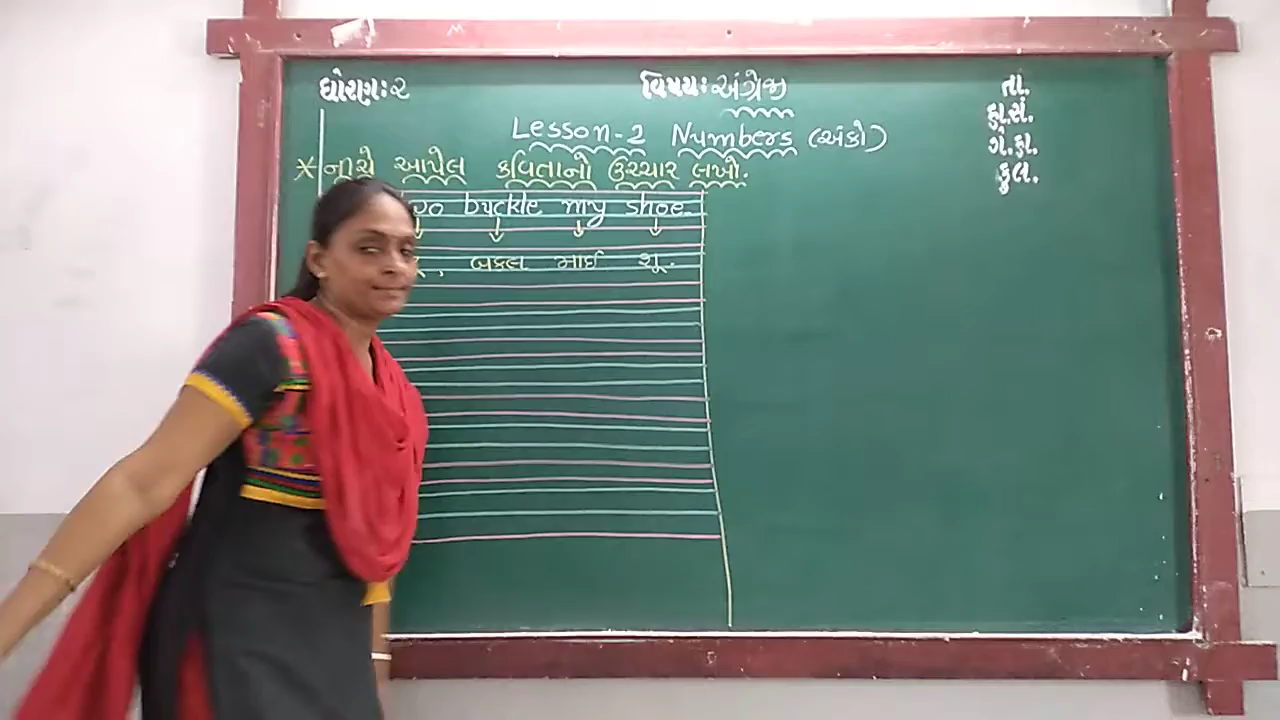 ધોરણ: ૨
વિષય: અંગ્રેજી
તા.
હા.સં.
ગે.હા.
કુલ.
Lesson-2 Numbers (અંકો)
* નીચે આપેલ કવિતાનો ઉચ્ચાર લખો.
buckle my shoe.
બકલ માઈ શૂ.